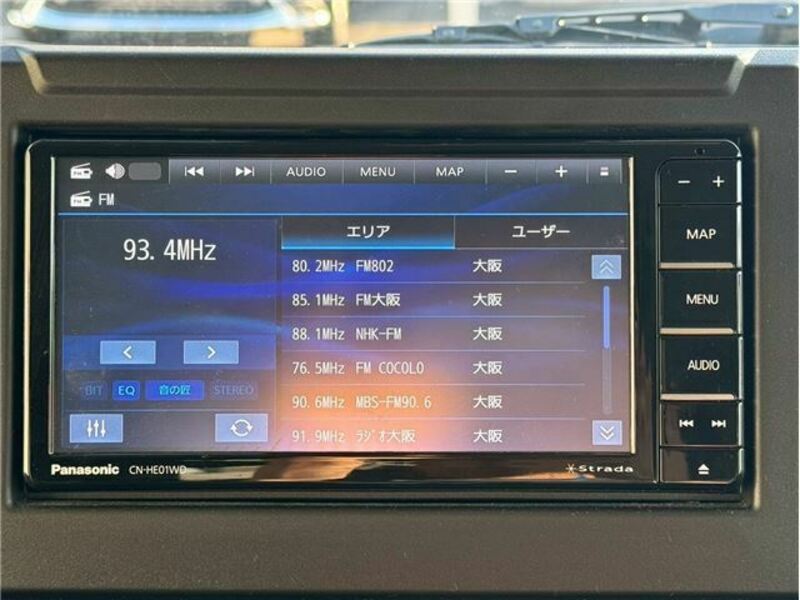 AUDIO MENU MAP − +
FM
93.4MHz
エリア ユーザー
80.2MHz FM802 大阪
85.1MHz FM大阪 大阪
88.1MHz NHK-FM 大阪
76.5MHz FM COCOLO 大阪
90.6MHz MBS-FM90.6 大阪
91.9MHz ラジオ大阪 大阪
BIT EQ 音の匠 STEREO
− +
MAP
MENU
AUDIO
Panasonic CN-HE01WD Strada